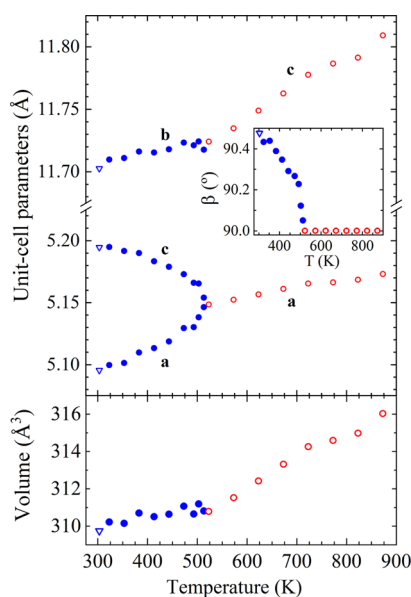 11.80
c
11.75
b
11.70
90.4
90.2
90.0
β (°)
400 600 800
T (K)
Unit-cell parameters (Å)
5.20
c
5.15
a
5.10
a
316
314
312
310
Volume (Å³)
300 400 500 600 700 800 900
Temperature (K)